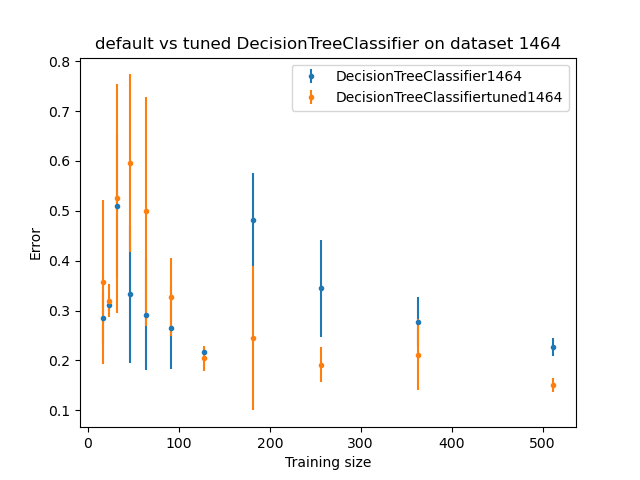 default vs tuned DecisionTreeClassifier on dataset 1464
DecisionTreeClassifier1464
DecisionTreeClassifiertuned1464
0.8
0.7
0.6
0.5
0.4
0.3
0.2
0.1
Error
0 100 200 300 400 500
Training size